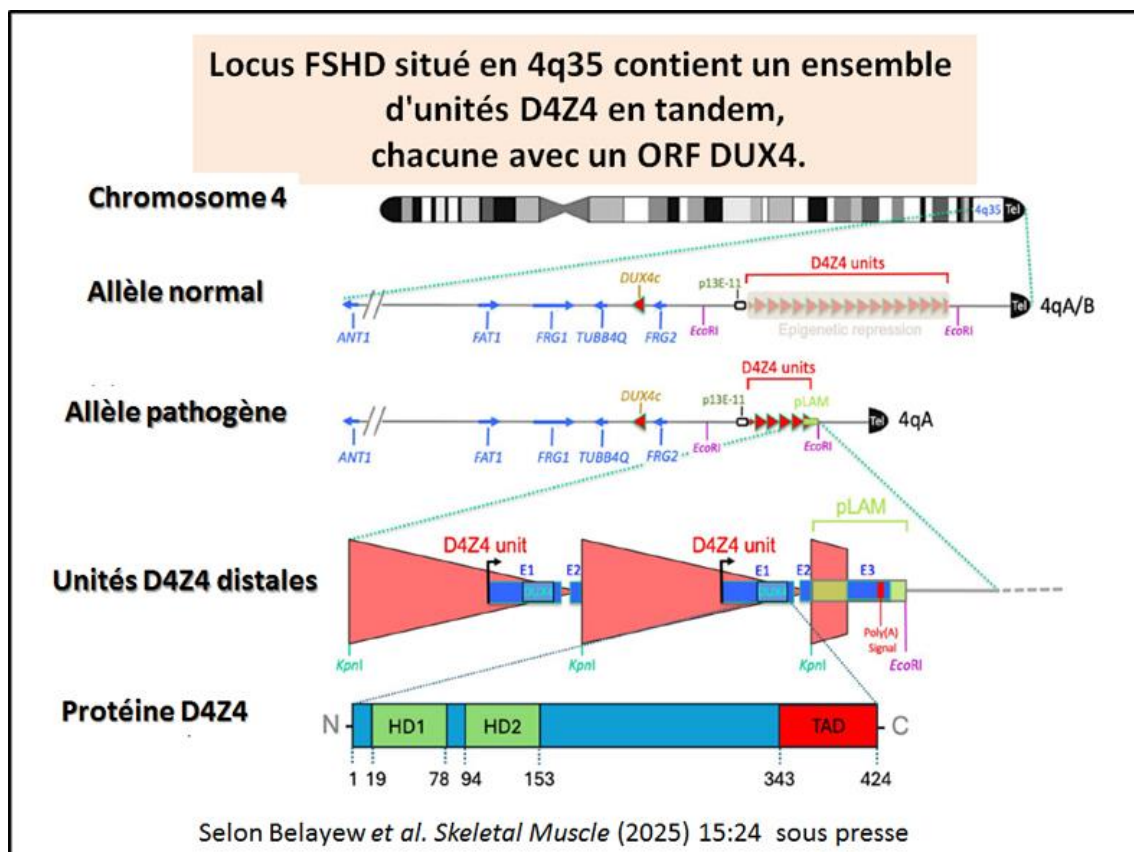 Locus FSHD situé en 4q35 contient un ensemble
d'unités D4Z4 en tandem,
chacune avec un ORF DUX4.
Chromosome 4
4q35 Tel
Allèle normal
DUX4c p13E-11 D4Z4 units
Tel 4qA/B
Epigenetic repression
ANT1 FAT1 FRG1 TUBB4Q FRG2 EcoRI EcoRI
Allèle pathogène
D4Z4 units
DUX4c p13E-11 pLAM
Tel 4qA
ANT1 FAT1 FRG1 TUBB4Q FRG2 EcoRI EcoRI
pLAM
Unités D4Z4 distales
D4Z4 unit D4Z4 unit
E1 E2 E1 E2 E3
DUX4 DUX4
Poly(A)
Signal
KpnI KpnI KpnI EcoRI
Protéine D4Z4
N HD1 HD2 TAD C
1 19 78 94 153 343 424
Selon Belayew et al. Skeletal Muscle (2025) 15:24 sous presse